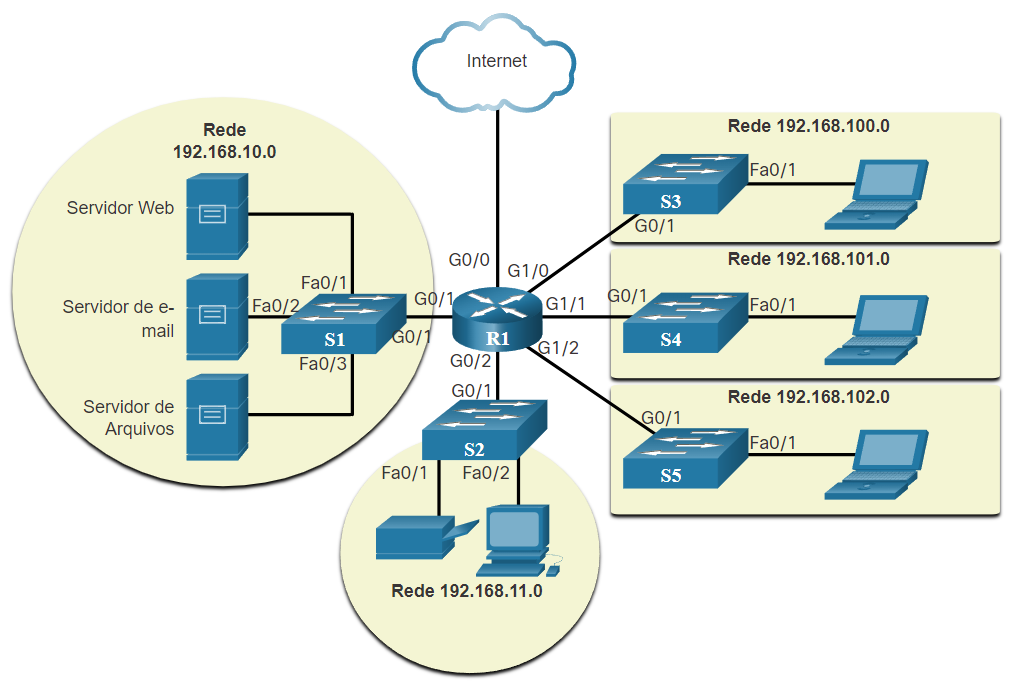 Internet
Rede
192.168.10.0
Servidor Web
Servidor de e-
mail
Servidor de
Arquivos
Fa0/1
Fa0/2
Fa0/3
S1
G0/1
G0/1
G0/0
G1/0
G1/1
G1/2
R1
G0/2
G0/1
S2
Fa0/1
Fa0/2
Rede 192.168.11.0
Rede 192.168.100.0
S3
Fa0/1
G0/1
Rede 192.168.101.0
G0/1
S4
Fa0/1
Rede 192.168.102.0
G0/1
S5
Fa0/1